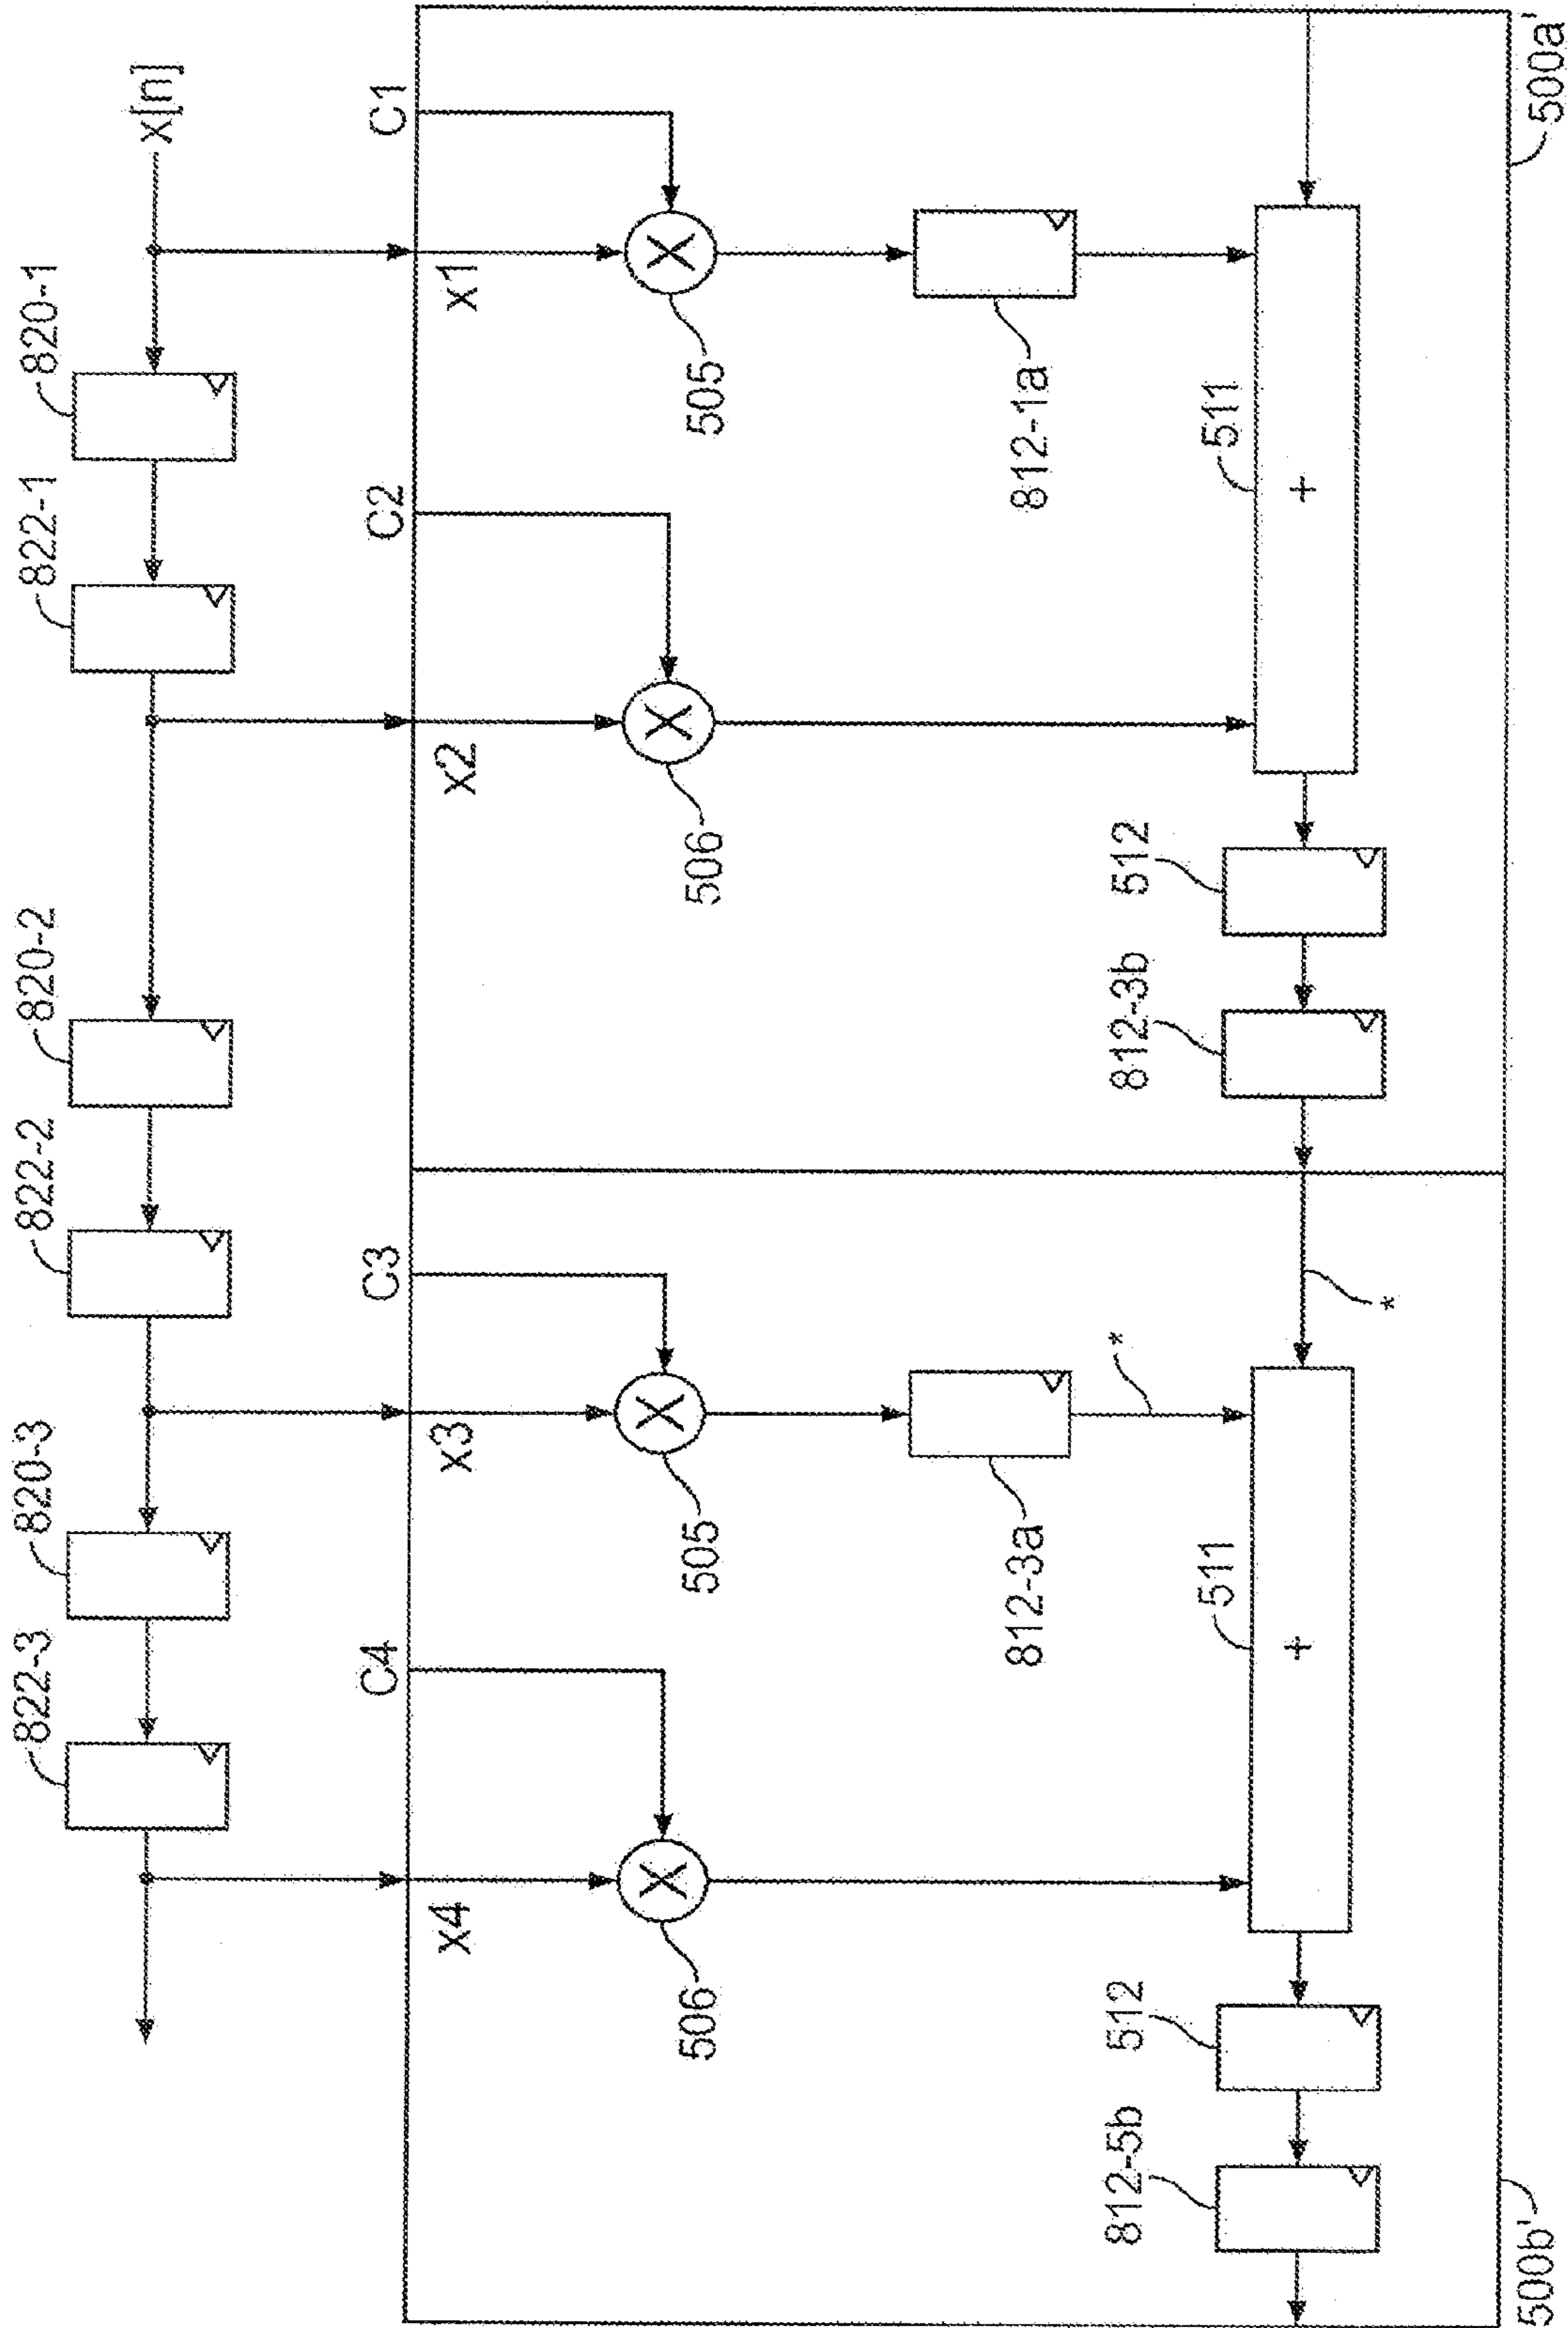 822-3
820-3
822-2
820-2
822-1
820-1
x[n]
C4
C3
C2
C1
x4
x3
x2
x1
X
X
X
X
506
505
506
505
812-3a
*
812-1a
812-5b
512
511
+
*
812-3b
512
511
+
500b'
500a'